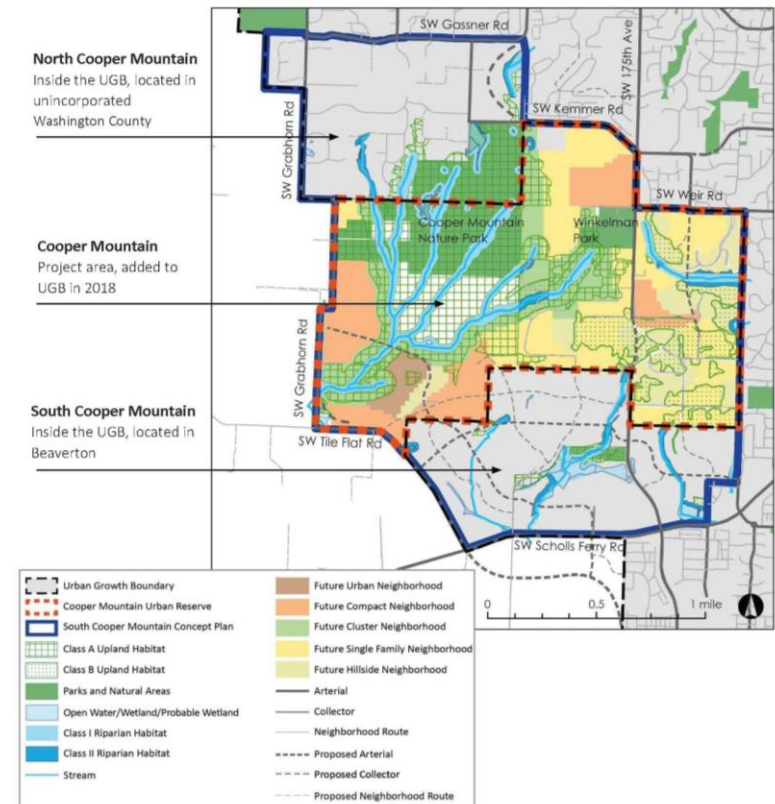 SW Gassner Rd
North Cooper Mountain
Inside the UGB, located in
unincorporated
Washington County
SW 175th Ave
SW Kemmer Rd
SW Grabhorn Rd
SW Weir Rd
Cooper Mountain
Nature Park
Winkelman
Park
Cooper Mountain
Project area, added to
UGB in 2018
SW Grabhorn Rd
South Cooper Mountain
Inside the UGB, located in
Beaverton
SW Tile Flat Rd
SW Scholls Ferry Rd
Urban Growth Boundary
Cooper Mountain Urban Reserve
South Cooper Mountain Concept Plan
Class A Upland Habitat
Class B Upland Habitat
Parks and Natural Areas
Open Water/Wetland/Probable Wetland
Class I Riparian Habitat
Class II Riparian Habitat
Stream
Future Urban Neighborhood
Future Compact Neighborhood
Future Cluster Neighborhood
Future Single Family Neighborhood
Future Hillside Neighborhood
Arterial
Collector
Neighborhood Route
Proposed Arterial
Proposed Collector
Proposed Neighborhood Route
0 0.5 1 mile